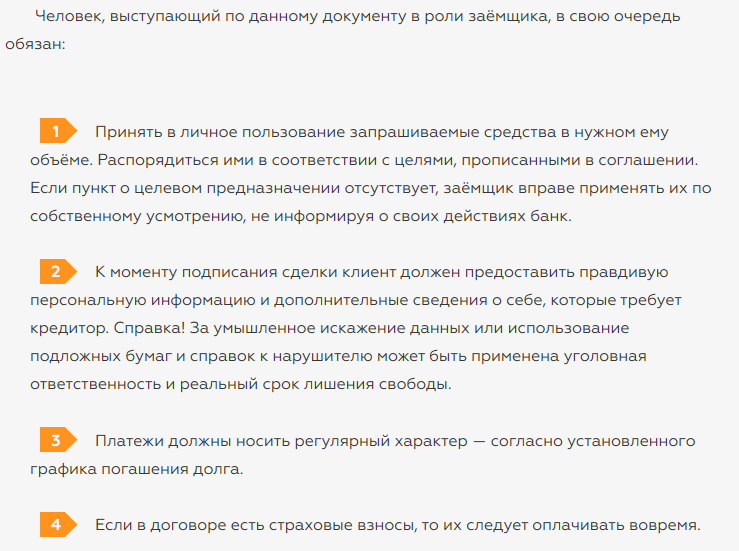 Человек, выступающий по данному документу в роли заёмщика, в свою очередь
обязан:
1 Принять в личное пользование запрашиваемые средства в нужном ему
объёме. Распорядиться ими в соответствии с целями, прописанными в соглашении.
Если пункт о целевом предназначении отсутствует, заёмщик вправе применять их по
собственному усмотрению, не информируя о своих действиях банк.
2 К моменту подписания сделки клиент должен предоставить правдивую
персональную информацию и дополнительные сведения о себе, которые требует
кредитор. Справка! За умышленное искажение данных или использование
подложных бумаг и справок к нарушителю может быть применена уголовная
ответственность и реальный срок лишения свободы.
3 Платежи должны носить регулярный характер — согласно установленного
графика погашения долга.
4 Если в договоре есть страховые взносы, то их следует оплачивать вовремя.